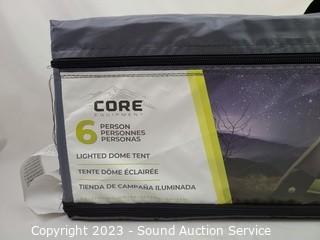 CORE
EQUIPMENT
6 PERSON
PERSONNES
PERSONAS
LIGHTED DOME TENT
TENTE DÔME ÉCLAIRÉE
TIENDA DE CAMPAÑA ILUMINADA
Copyright 2023 - Sound Auction Service